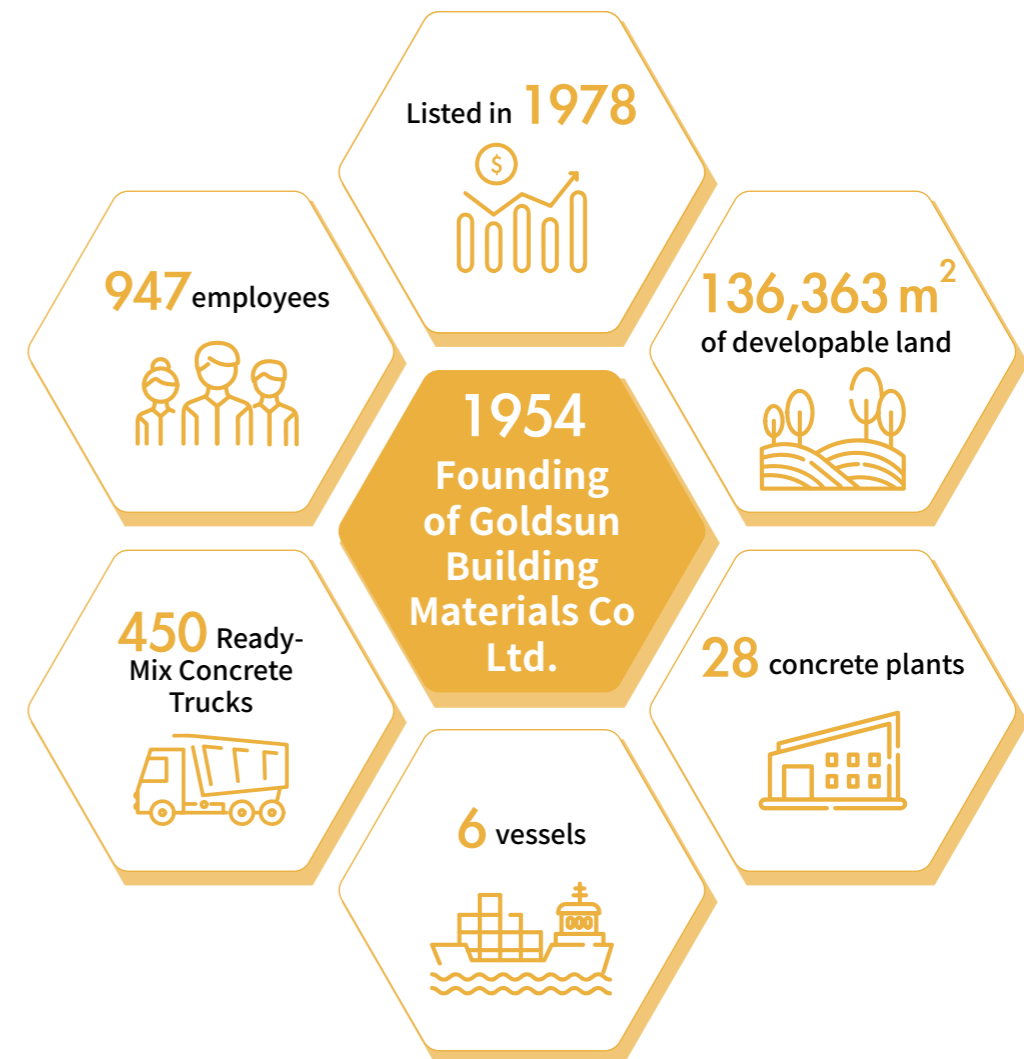 Listed in 1978
$
947 employees
136,363 m²
of developable land
1954
Founding
of Goldsun
Building
Materials Co
Ltd.
450 Ready-
Mix Concrete
Trucks
28 concrete plants
6 vessels